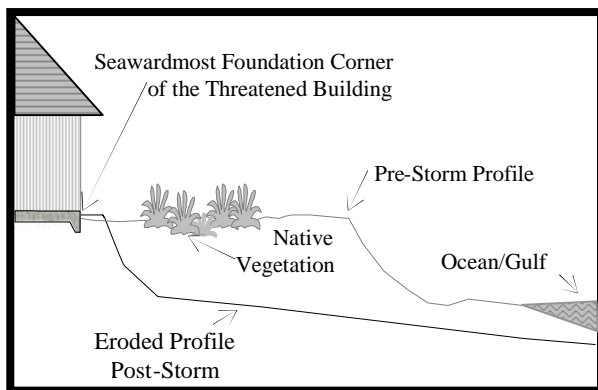 Seawardmost Foundation Corner
of the Threatened Building
Pre-Storm Profile
Native
Vegetation
Ocean/Gulf
Eroded Profile
Post-Storm